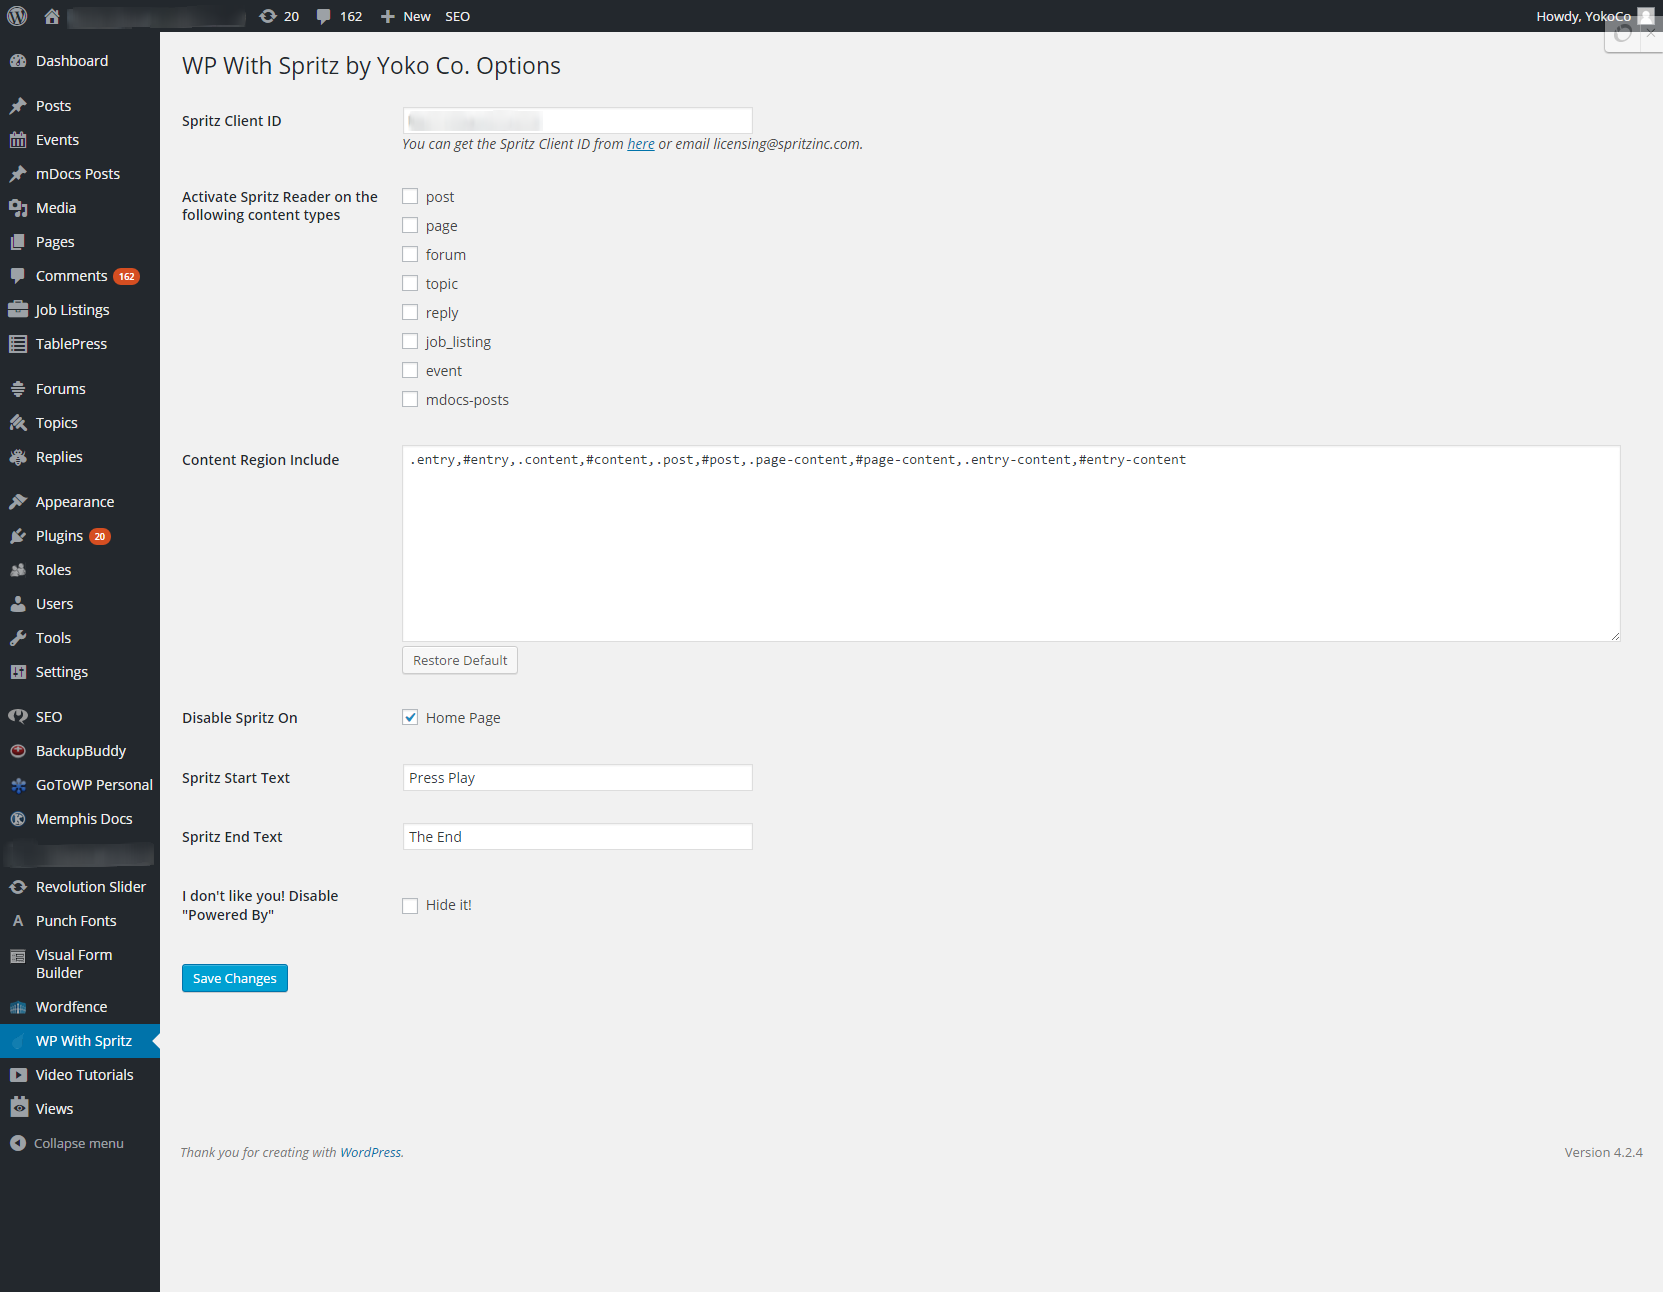 20 162 New SEO Howdy, YokoCo
Dashboard
Posts
Events
mDocs Posts
Media
Pages
Comments 162
Job Listings
TablePress
Forums
Topics
Replies
Appearance
Plugins 20
Roles
Users
Tools
Settings
SEO
BackupBuddy
GoToWP Personal
Memphis Docs
Revolution Slider
Punch Fonts
Visual Form
Builder
Wordfence
WP With Spritz
Video Tutorials
Views
Collapse menu
WP With Spritz by Yoko Co. Options
Spritz Client ID
You can get the Spritz Client ID from here or email licensing@spritzinc.com.
Activate Spritz Reader on the
following content types
post
page
forum
topic
reply
job_listing
event
mdocs-posts
Content Region Include
.entry,#entry,.content,#content,.post,#post,.page-content,#page-content,.entry-content,#entry-content
Restore Default
Disable Spritz On
Home Page
Spritz Start Text
Press Play
Spritz End Text
The End
I don't like you! Disable
"Powered By"
Hide it!
Save Changes
Thank you for creating with WordPress.
Version 4.2.4